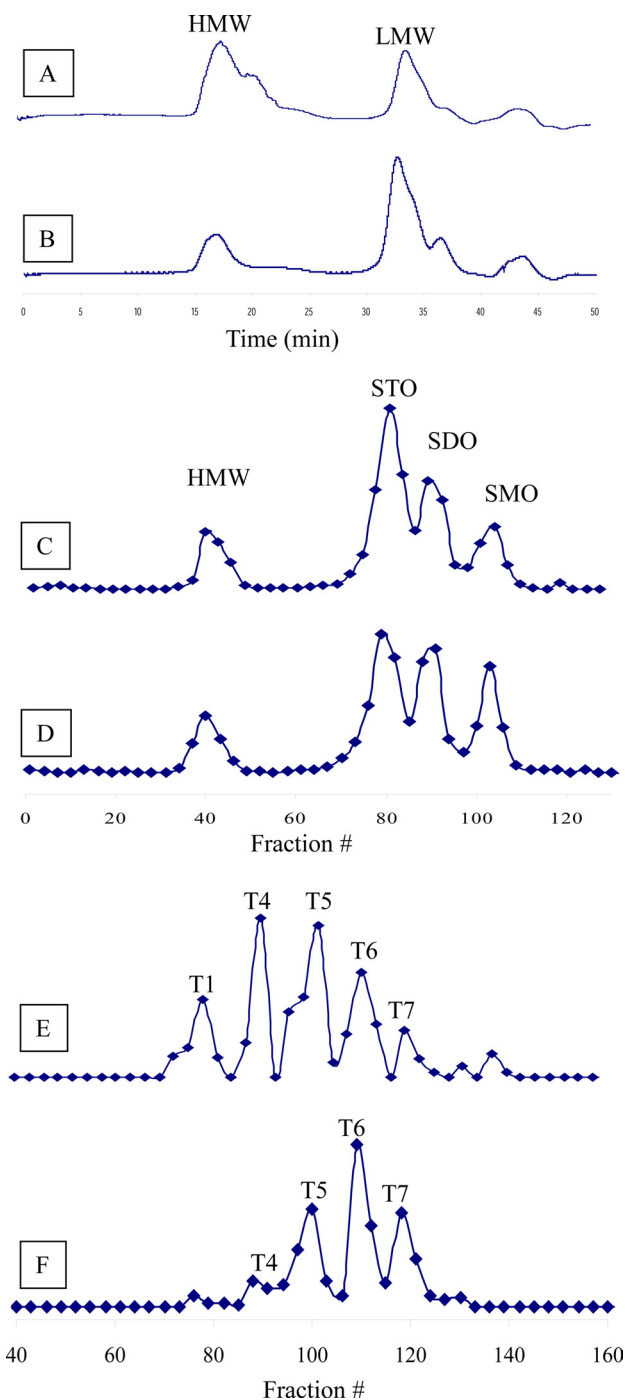 HMW LMW
A
B
0 5 10 15 20 25 30 35 40 45 50
Time (min)
STO
SDO
HMW
SMO
C
D
0 20 40 60 80 100 120
Fraction #
T4 T5
T6
T1
T7
E
T6
T5 T7
T4
F
40 60 80 100 120 140 160
Fraction #